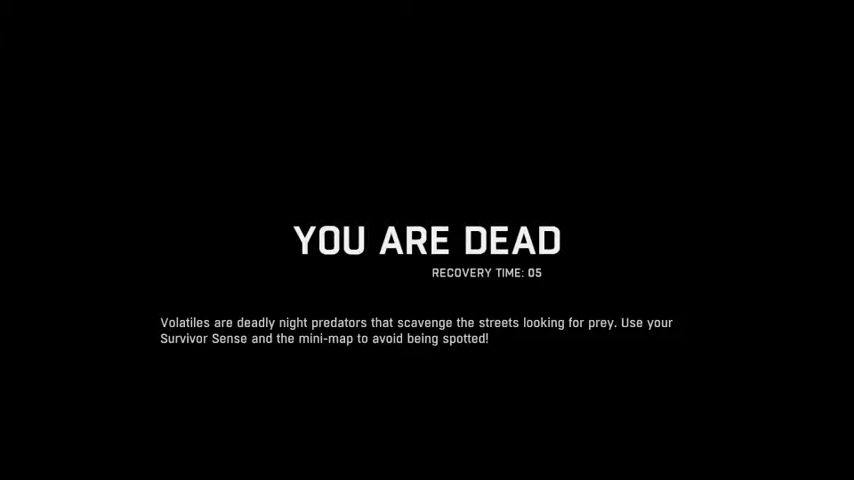 YOU ARE DEAD
RECOVERY TIME: 05
Volatiles are deadly night predators that scavenge the streets looking for prey. Use your
Survivor Sense and the mini-map to avoid being spotted!